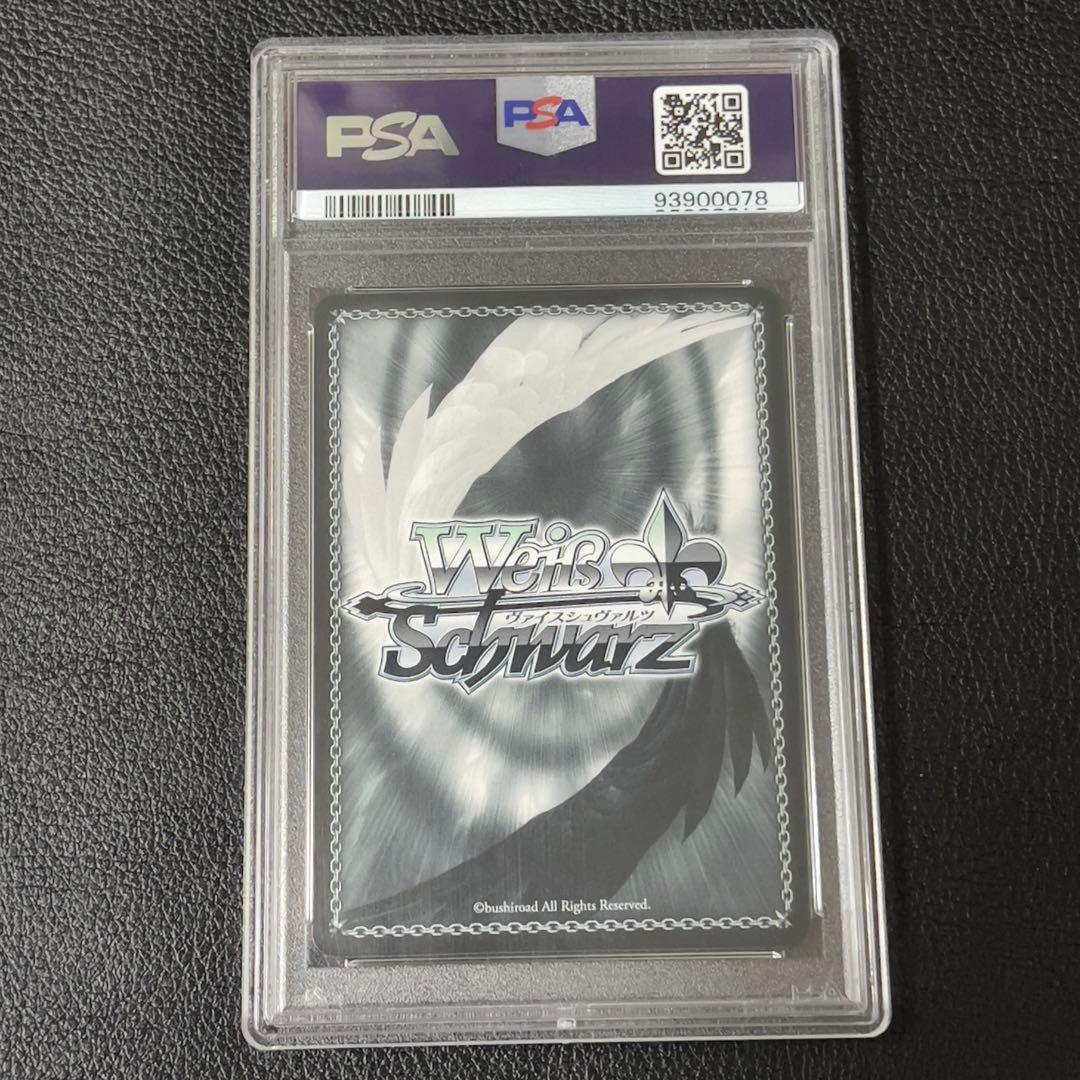 PSA
PSA
93900078
Weiß
ヴァイスシュヴァルツ
Schwarz
©bushiroad All Rights Reserved.